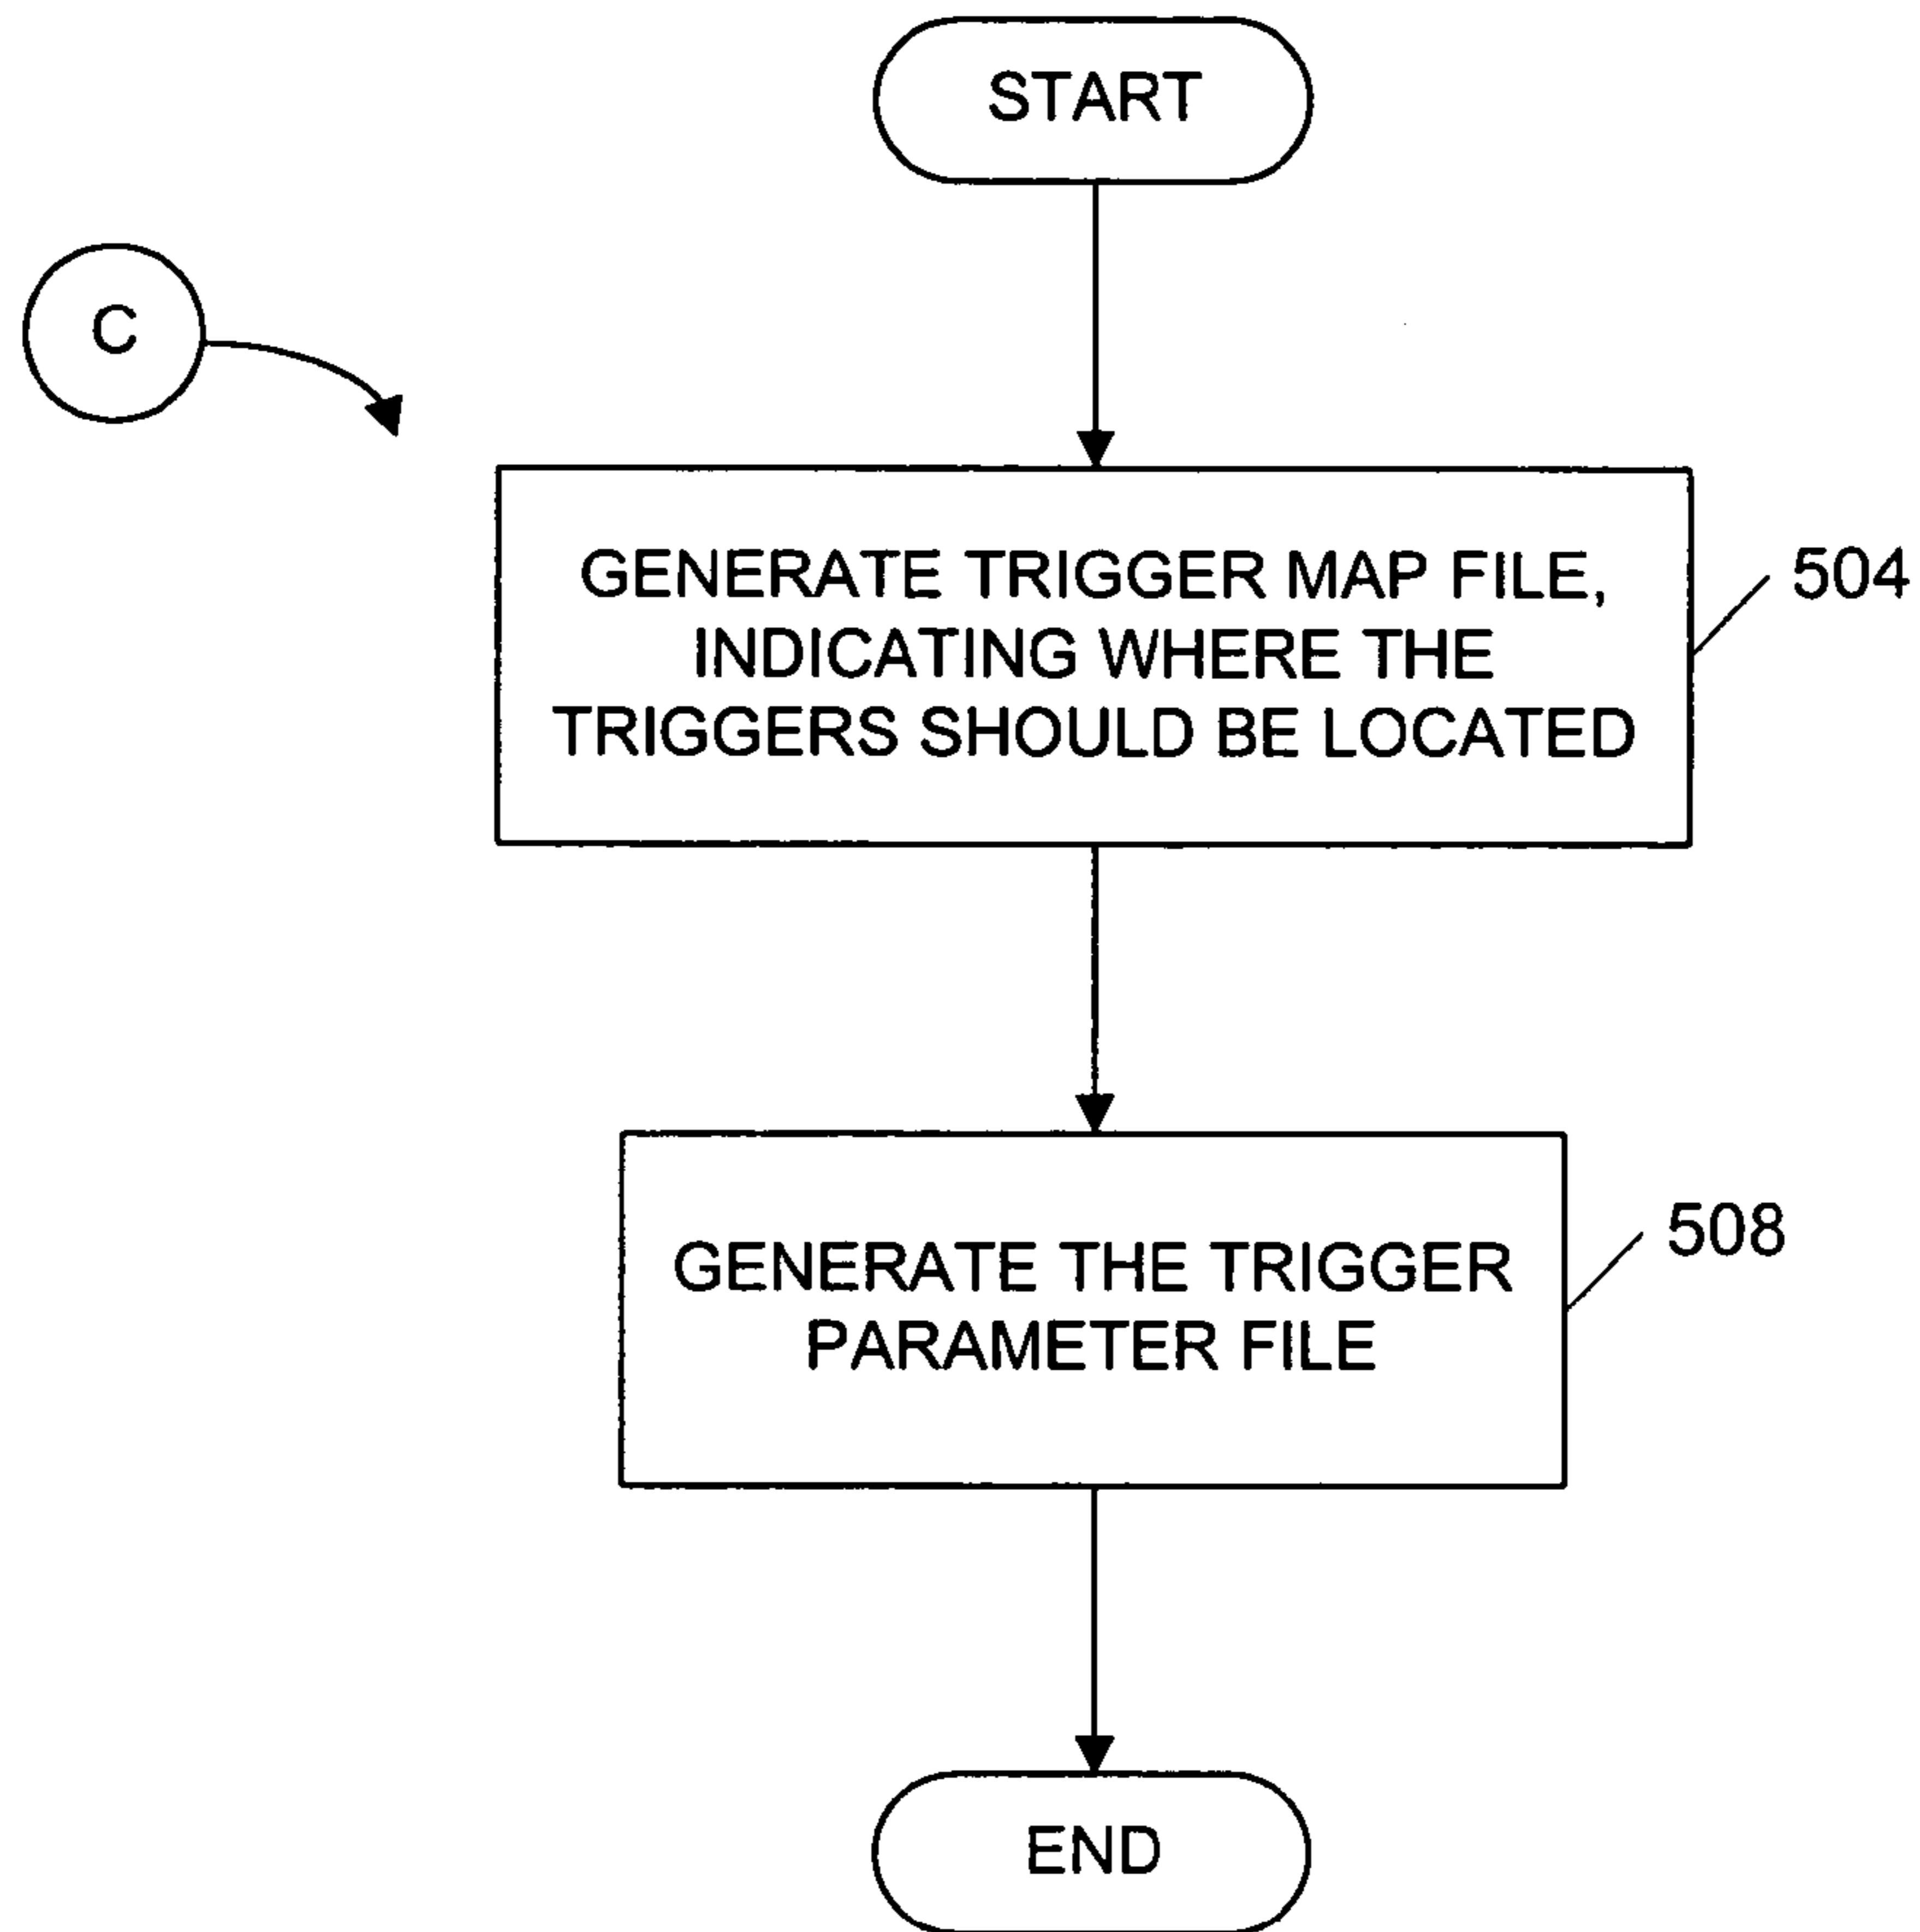 START
C
GENERATE TRIGGER MAP FILE,
INDICATING WHERE THE
TRIGGERS SHOULD BE LOCATED
504
GENERATE THE TRIGGER
PARAMETER FILE
508
END